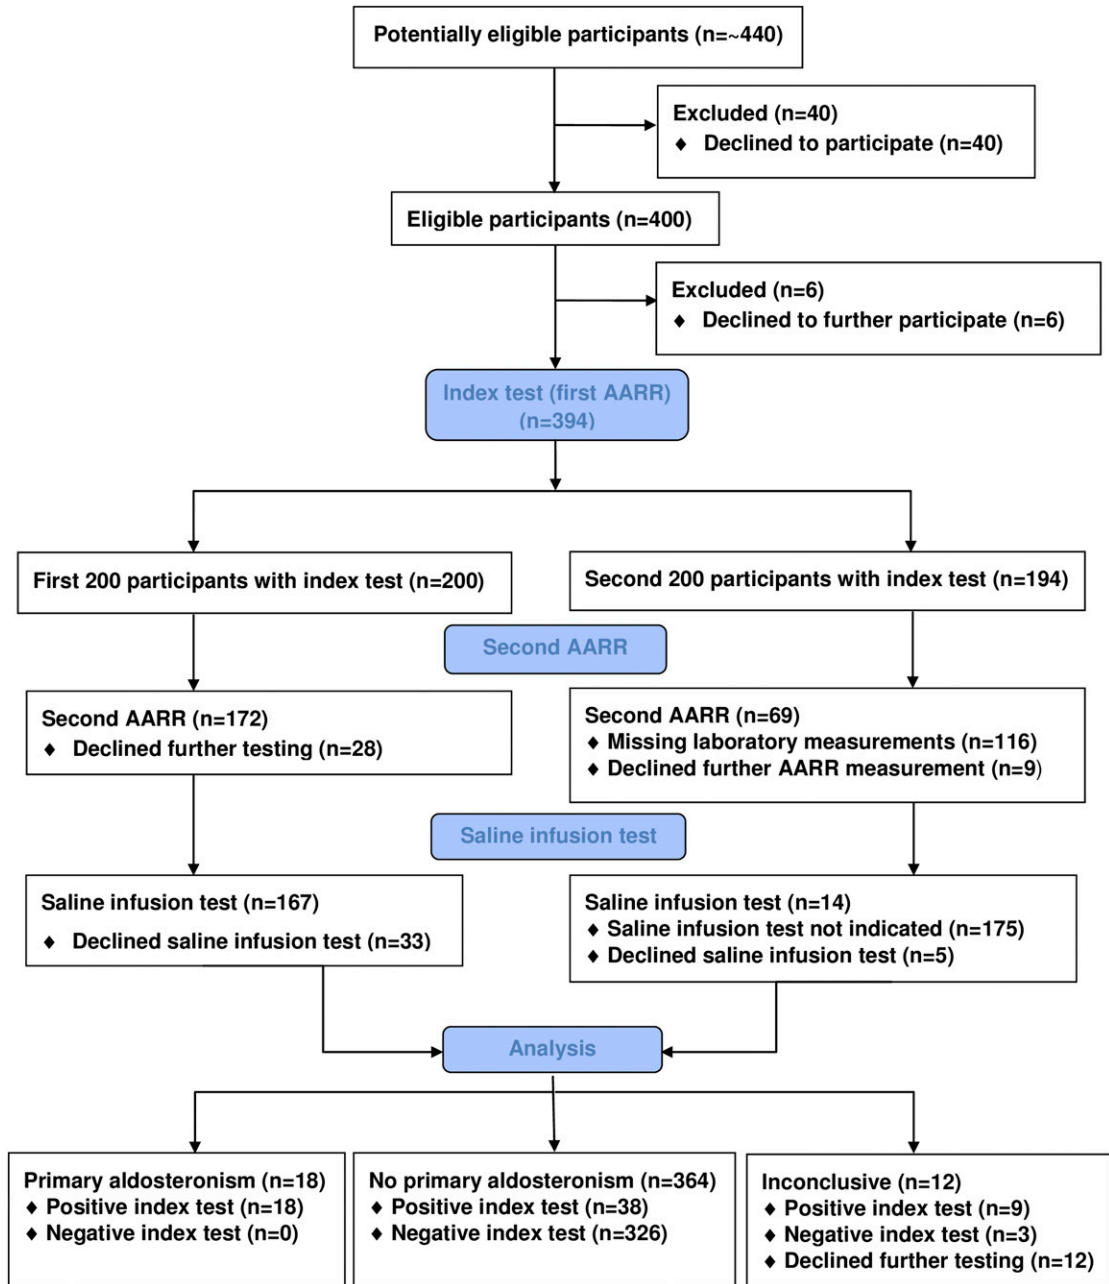 Potentially eligible participants (n=~440)
Excluded (n=40)
♦ Declined to participate (n=40)
Eligible participants (n=400)
Excluded (n=6)
♦ Declined to further participate (n=6)
Index test (first AARR)
(n=394)
First 200 participants with index test (n=200)
Second 200 participants with index test (n=194)
Second AARR
Second AARR (n=172)
♦ Declined further testing (n=28)
Second AARR (n=69)
♦ Missing laboratory measurements (n=116)
♦ Declined further AARR measurement (n=9)
Saline infusion test
Saline infusion test (n=167)
♦ Declined saline infusion test (n=33)
Saline infusion test (n=14)
♦ Saline infusion test not indicated (n=175)
♦ Declined saline infusion test (n=5)
Analysis
Primary aldosteronism (n=18)
♦ Positive index test (n=18)
♦ Negative index test (n=0)
No primary aldosteronism (n=364)
♦ Positive index test (n=38)
♦ Negative index test (n=326)
Inconclusive (n=12)
♦ Positive index test (n=9)
♦ Negative index test (n=3)
♦ Declined further testing (n=12)